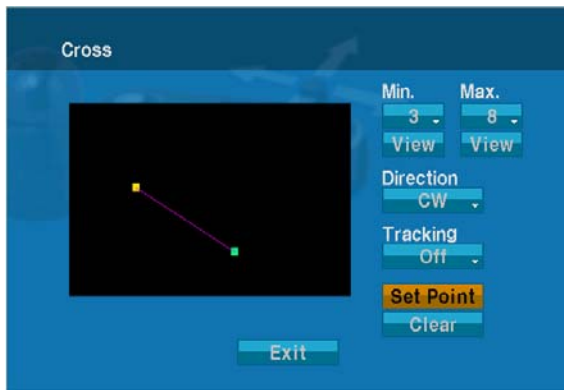 Cross
Min. Max.
3 8
View View
Direction
CW
Tracking
Off
Set Point
Clear
Exit